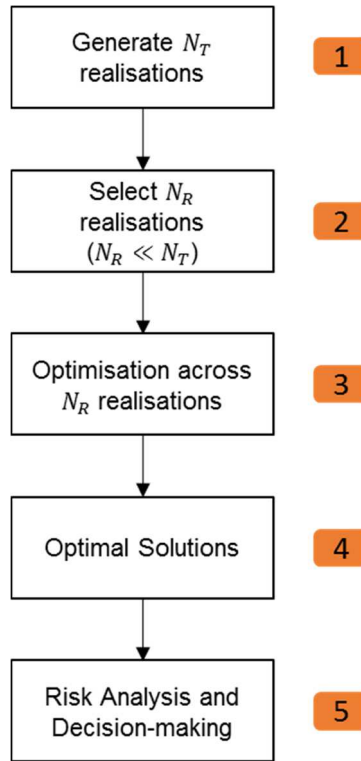 Generate N_T
realisations
1
Select N_R
realisations
(N_R ≪ N_T)
2
Optimisation across
N_R realisations
3
Optimal Solutions
4
Risk Analysis and
Decision-making
5